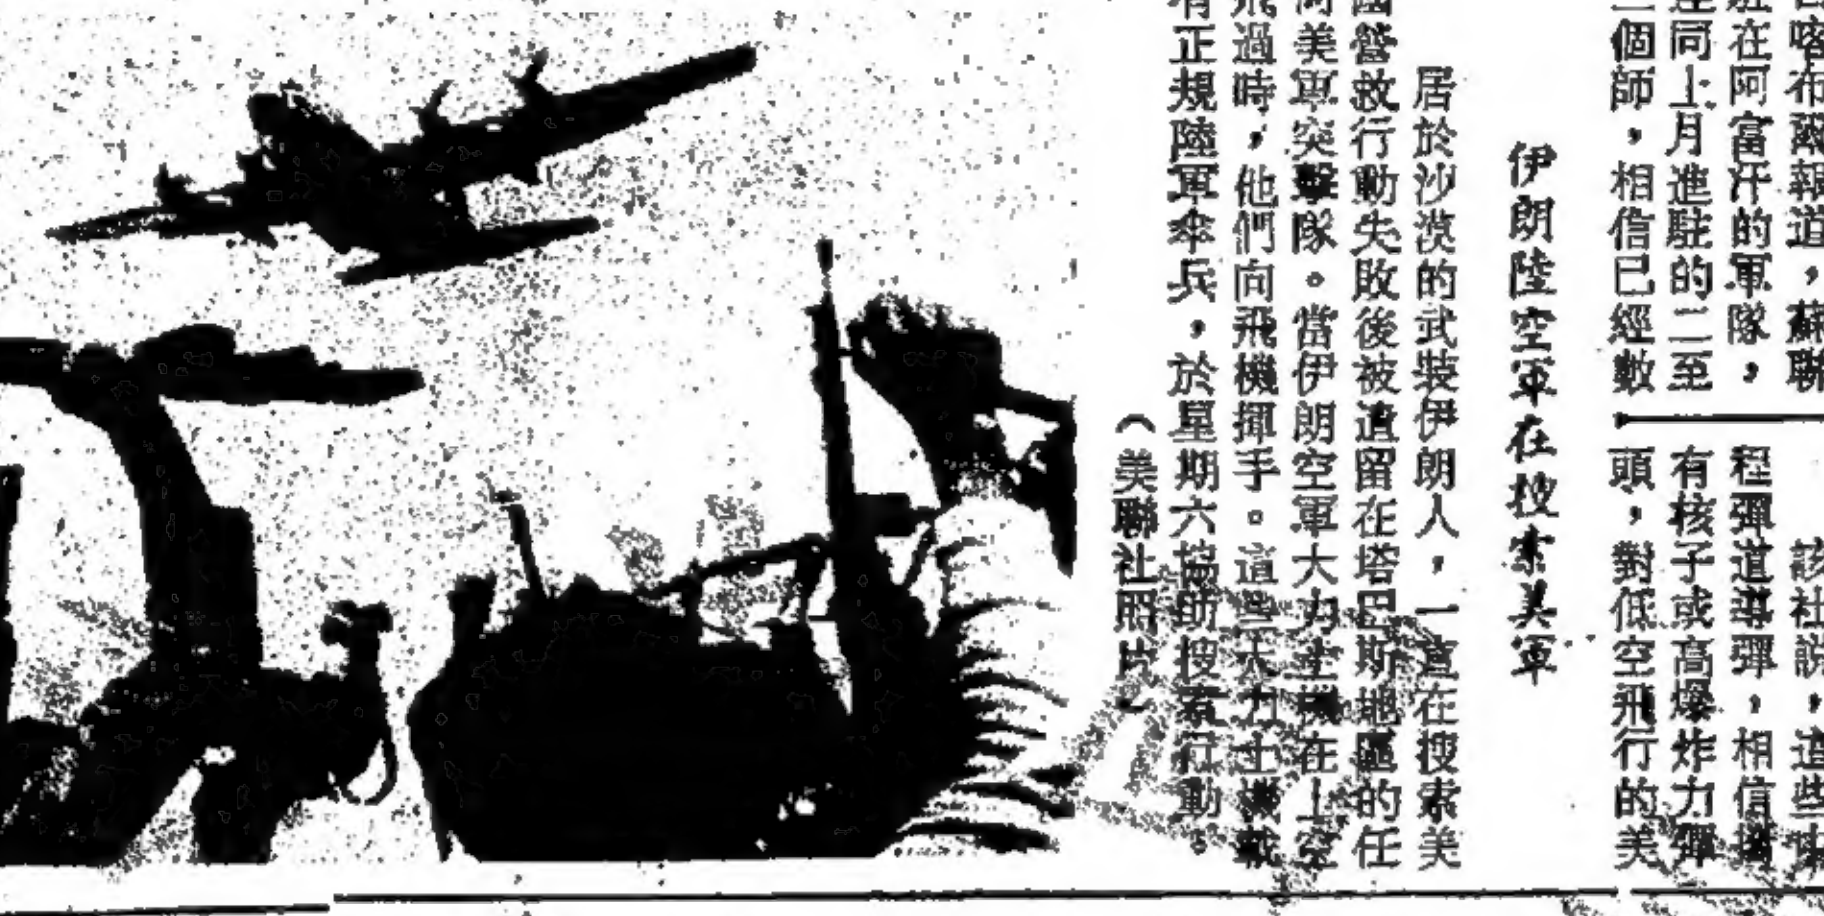 喀布爾報道，蘇聯
駐在阿富汗的軍隊，
連同上月進駐的二至
個師，相信已經數
該社說，這些
程彈道導彈，相信
有核子或高爆炸力彈
頭，對低空飛行的美
伊朗陸空軍在搜索美軍
居於沙漠的武裝伊朗人，一直在搜索美
國營救行動失敗後被遺留在塔巴斯地區的任
何美軍突擊隊。當伊朗空軍大力士機在上空
飛過時，他們向飛機揮手。這些大力士機載
有正規陸軍傘兵，於星期六協助搜索行動。
（美聯社照片）